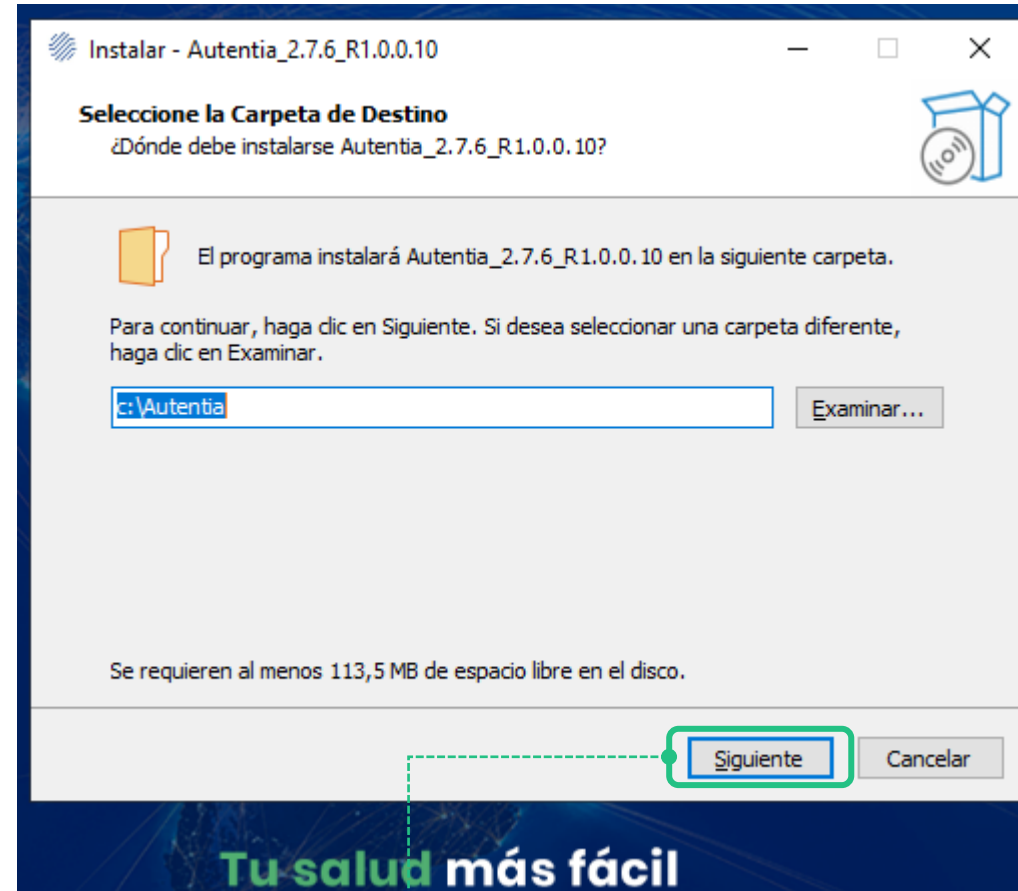 Instalar - Autentia_2.7.6_R1.0.0.10
Seleccione la Carpeta de Destino
¿Dónde debe instalarse Autentia_2.7.6_R1.0.0.10?
El programa instalará Autentia_2.7.6_R1.0.0.10 en la siguiente carpeta.
Para continuar, haga clic en Siguiente. Si desea seleccionar una carpeta diferente,
haga clic en Examinar.
c:\Autentia
Examinar...
Se requieren al menos 113,5 MB de espacio libre en el disco.
Siguiente
Cancelar
Tu salud más fácil